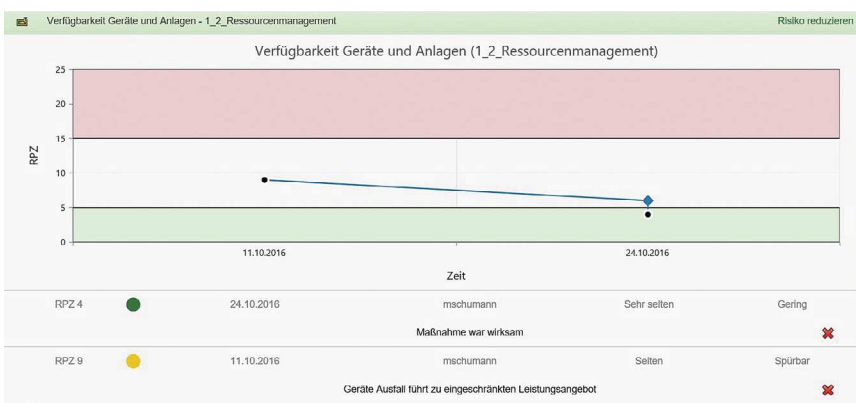 Verfügbarkeit Geräte und Anlagen - 1_2_Ressourcenmanagement Risiko reduzieren
Verfügbarkeit Geräte und Anlagen (1_2_Ressourcenmanagement)
25
20
15
10
5
0
RPZ
11.10.2016 24.10.2016
Zeit
RPZ 4 24.10.2016 mschumann Sehr selten Gering
Maßnahme war wirksam
RPZ 9 11.10.2016 mschumann Selten Spürbar
Geräte Ausfall führt zu eingeschränkten Leistungsangebot